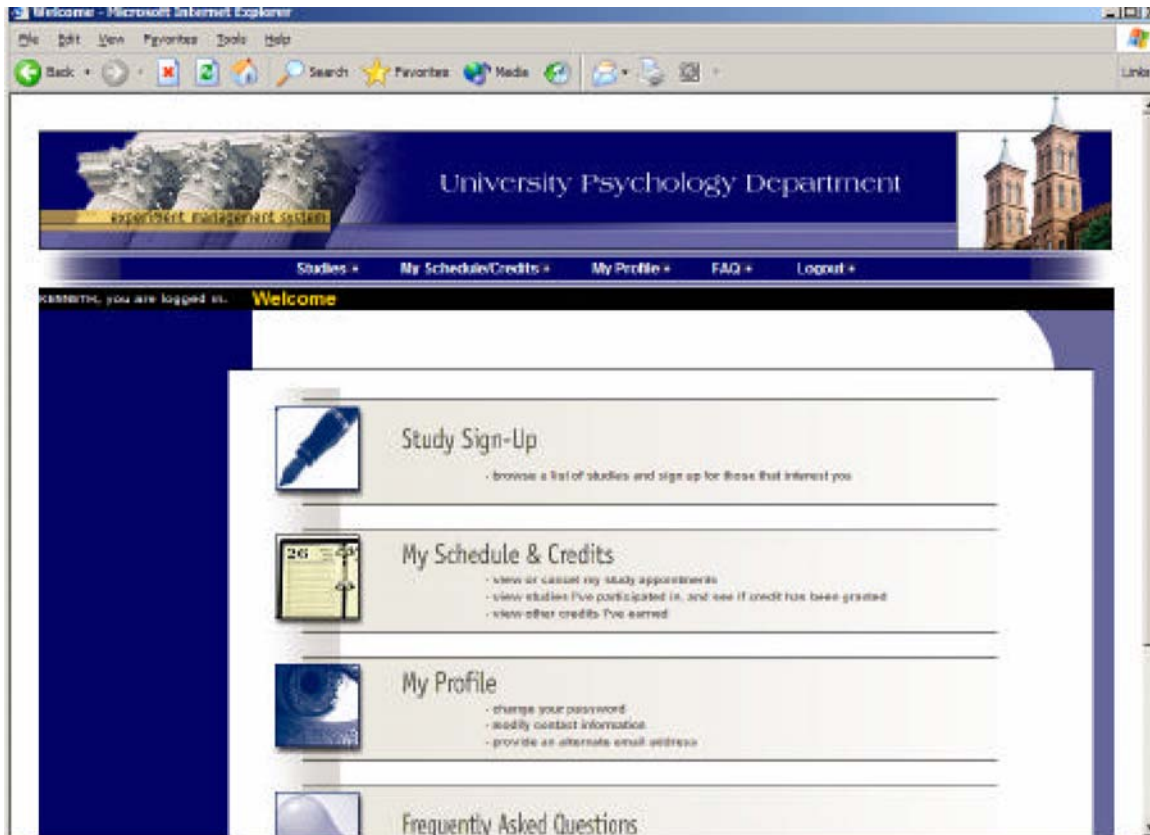 Welcome - Microsoft Internet Explorer
File Edit View Favorites Tools Help
Back Search Favorites Media
Links
University Psychology Department
experiment management system
Studies My Schedule/Credits My Profile FAQ Logout
KENNETH, you are logged in. Welcome
Study Sign-Up
- browse a list of studies and sign up for those that interest you
26
My Schedule & Credits
- view or cancel my study appointments
- view studies I've participated in, and see if credit has been granted
- view other credits I've earned
My Profile
- change your password
- modify contact information
- provide an alternate email address
Frequently Asked Questions